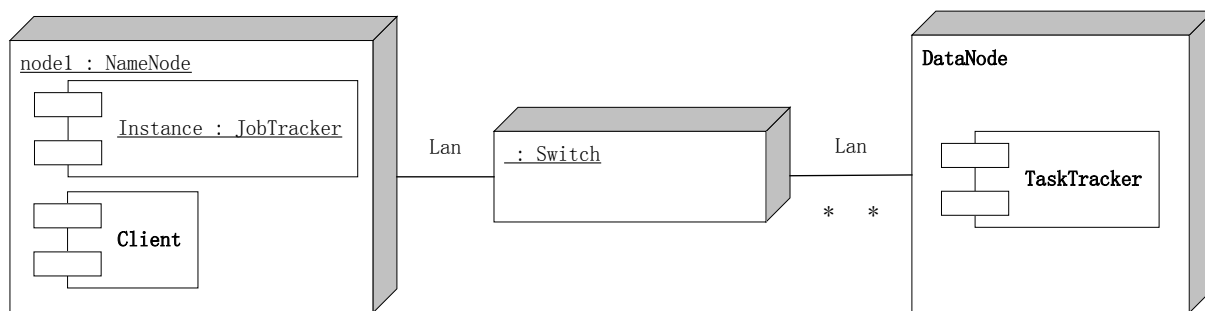 node1 : NameNode
Instance : JobTracker
Client
Lan
: Switch
Lan
* *
DataNode
TaskTracker